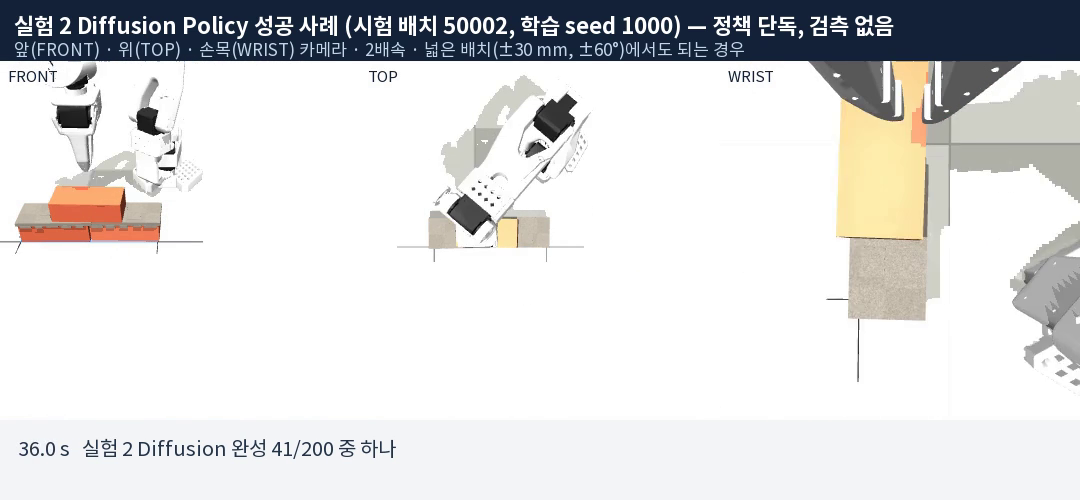 실험 2 Diffusion Policy 성공 사례 (시험 배치 50002, 학습 seed 1000) — 정책 단독, 검측 없음
앞(FRONT) · 위(TOP) · 손목(WRIST) 카메라 · 2배속 · 넓은 배치(±30 mm, ±60°)에서도 되는 경우
FRONT
TOP
WRIST
36.0 s 실험 2 Diffusion 완성 41/200 중 하나